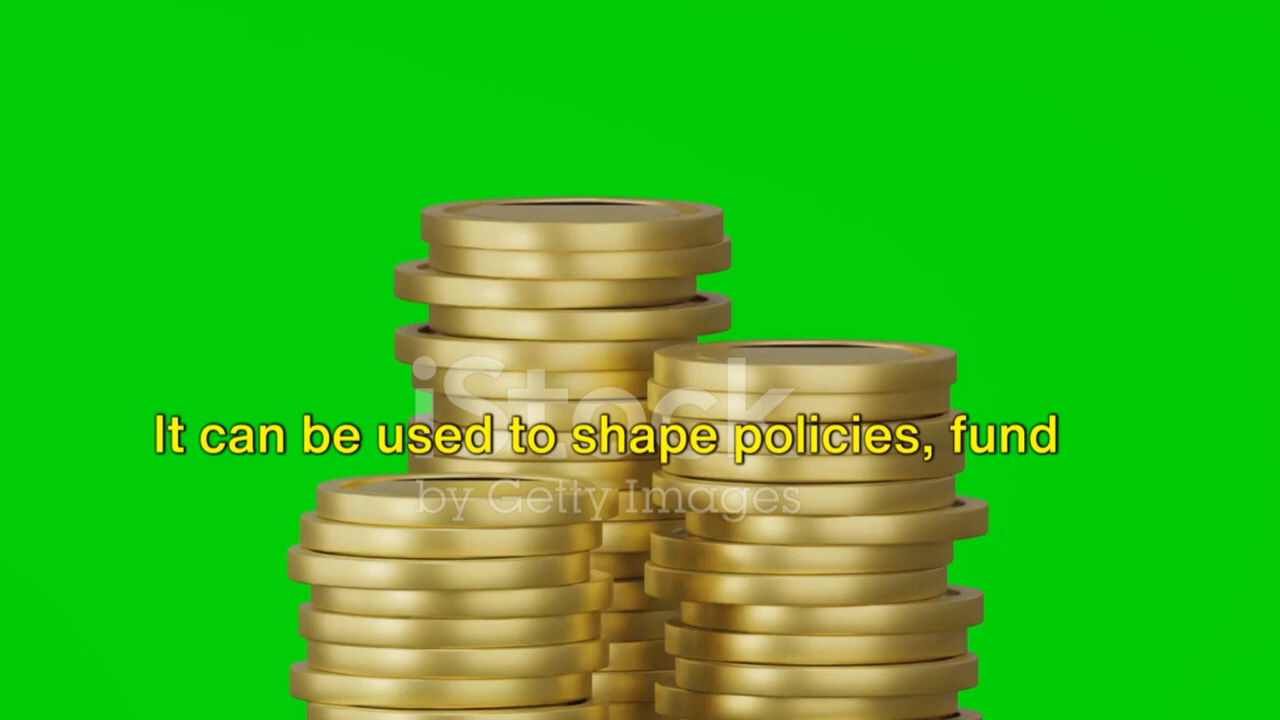 iStock
It can be used to shape policies, fund
by Getty Images